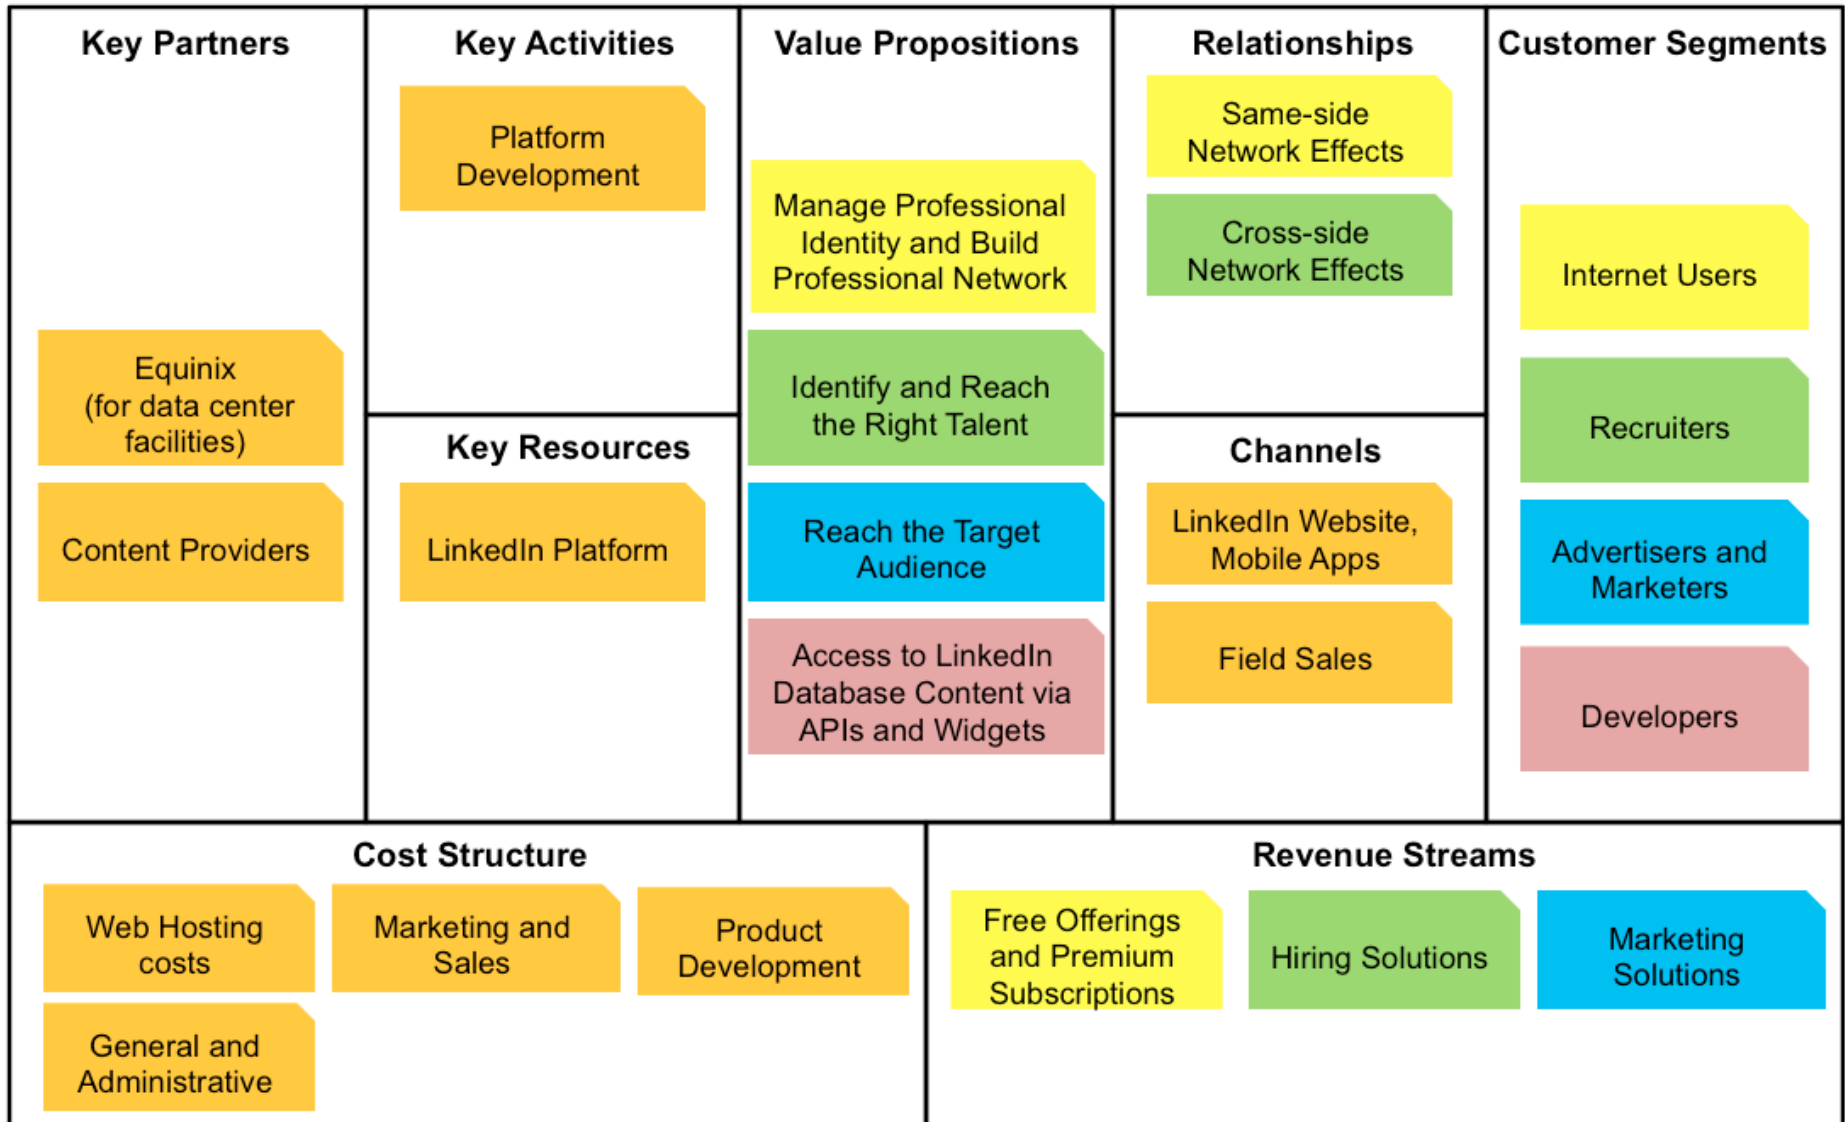 Key Partners
Equinix
(for data center
facilities)
Content Providers
Key Activities
Platform
Development
Key Resources
LinkedIn Platform
Value Propositions
Manage Professional
Identity and Build
Professional Network
Identify and Reach
the Right Talent
Reach the Target
Audience
Access to LinkedIn
Database Content via
APIs and Widgets
Relationships
Same-side
Network Effects
Cross-side
Network Effects
Channels
LinkedIn Website,
Mobile Apps
Field Sales
Customer Segments
Internet Users
Recruiters
Advertisers and
Marketers
Developers
Cost Structure
Web Hosting
costs
Marketing and
Sales
Product
Development
General and
Administrative
Revenue Streams
Free Offerings
and Premium
Subscriptions
Hiring Solutions
Marketing
Solutions